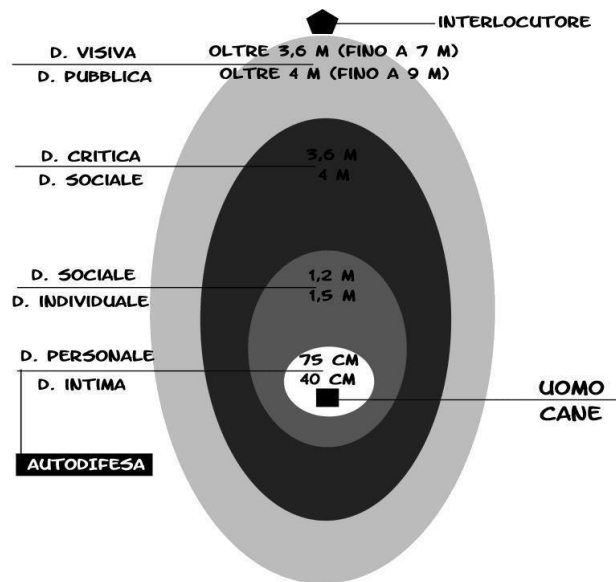 INTERLOCUTORE
D. VISIVA OLTRE 3,6 M (FINO A 7 M)
D. PUBBLICA OLTRE 4 M (FINO A 9 M)
D. CRITICA 3,6 M
D. SOCIALE 4 M
D. SOCIALE 1,2 M
D. INDIVIDUALE 1,5 M
D. PERSONALE 75 CM
D. INTIMA 40 CM
UOMO
CANE
AUTODIFESA